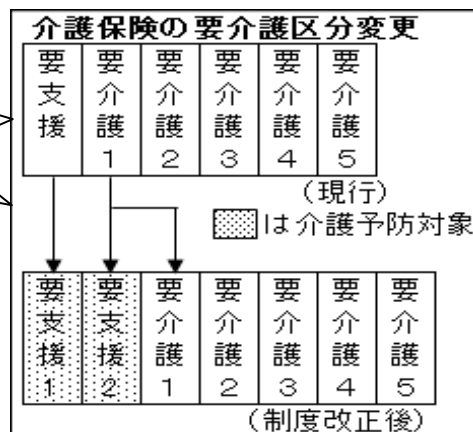 介護保険の要介護区分変更
要支援
要介護1
要介護2
要介護3
要介護4
要介護5
(現行)
は介護予防対象
要支援1
要支援2
要介護1
要介護2
要介護3
要介護4
要介護5
(制度改正後)